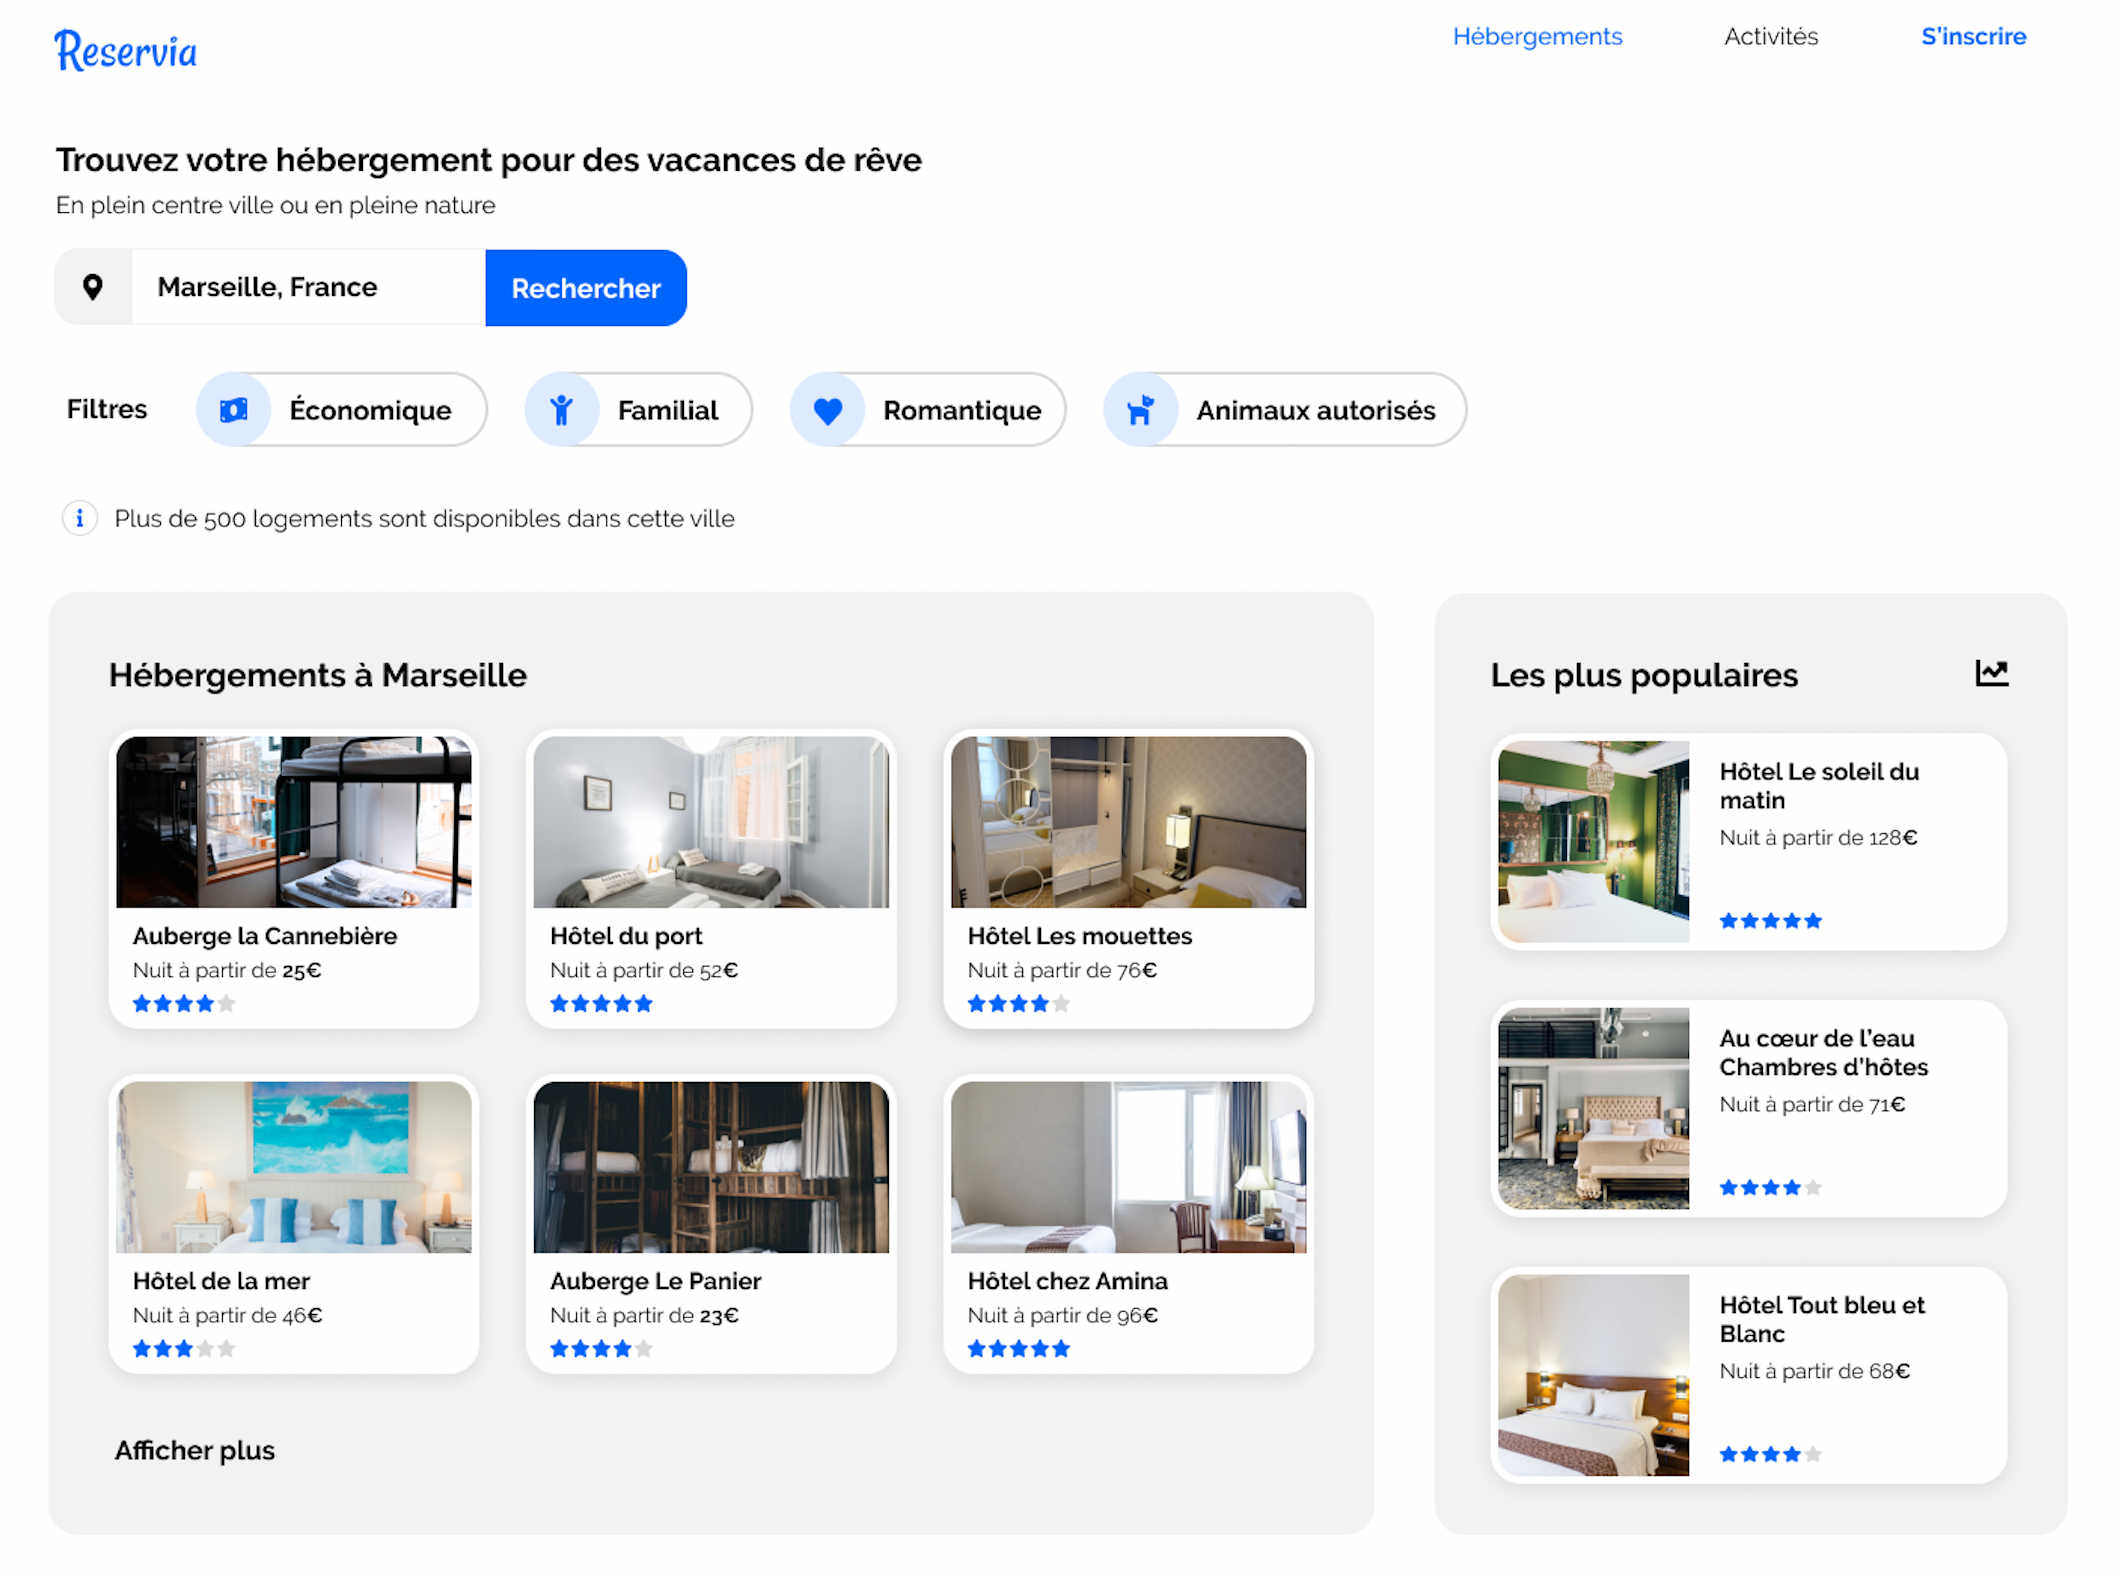 Reservia
Hébergements
Activités
S'inscrire
Trouvez votre hébergement pour des vacances de rêve
En plein centre ville ou en pleine nature
Marseille, France
Rechercher
Filtres
Économique
Familial
Romantique
Animaux autorisés
i Plus de 500 logements sont disponibles dans cette ville
Hébergements à Marseille
Auberge la Cannebière
Nuit à partir de 25€
Hôtel du port
Nuit à partir de 52€
Hôtel Les mouettes
Nuit à partir de 76€
Hôtel de la mer
Nuit à partir de 46€
Auberge Le Panier
Nuit à partir de 23€
Hôtel chez Amina
Nuit à partir de 96€
Afficher plus
Les plus populaires
Hôtel Le soleil du
matin
Nuit à partir de 128€
Au cœur de l'eau
Chambres d'hôtes
Nuit à partir de 71€
Hôtel Tout bleu et
Blanc
Nuit à partir de 68€